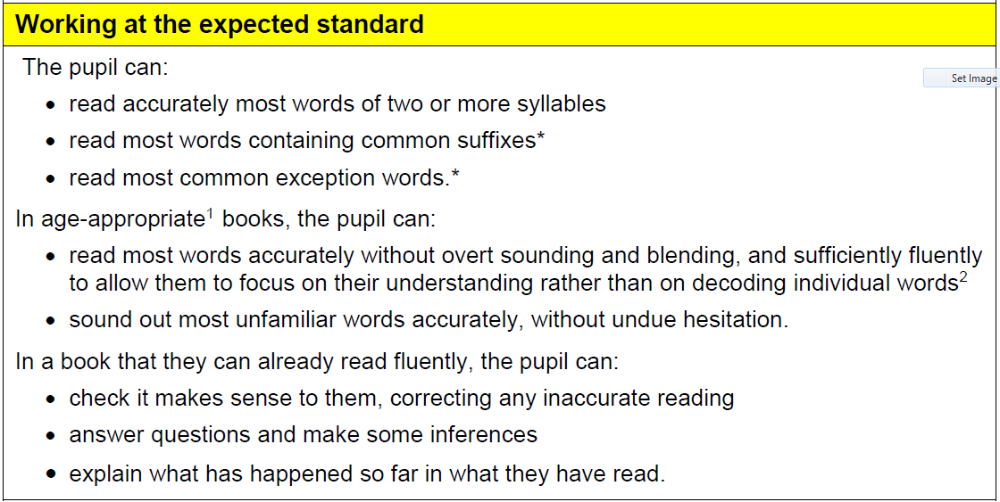 Working at the expected standard
The pupil can:
Set Image
• read accurately most words of two or more syllables
• read most words containing common suffixes*
• read most common exception words.*
In age-appropriate1 books, the pupil can:
• read most words accurately without overt sounding and blending, and sufficiently fluently
to allow them to focus on their understanding rather than on decoding individual words2
• sound out most unfamiliar words accurately, without undue hesitation.
In a book that they can already read fluently, the pupil can:
• check it makes sense to them, correcting any inaccurate reading
• answer questions and make some inferences
• explain what has happened so far in what they have read.